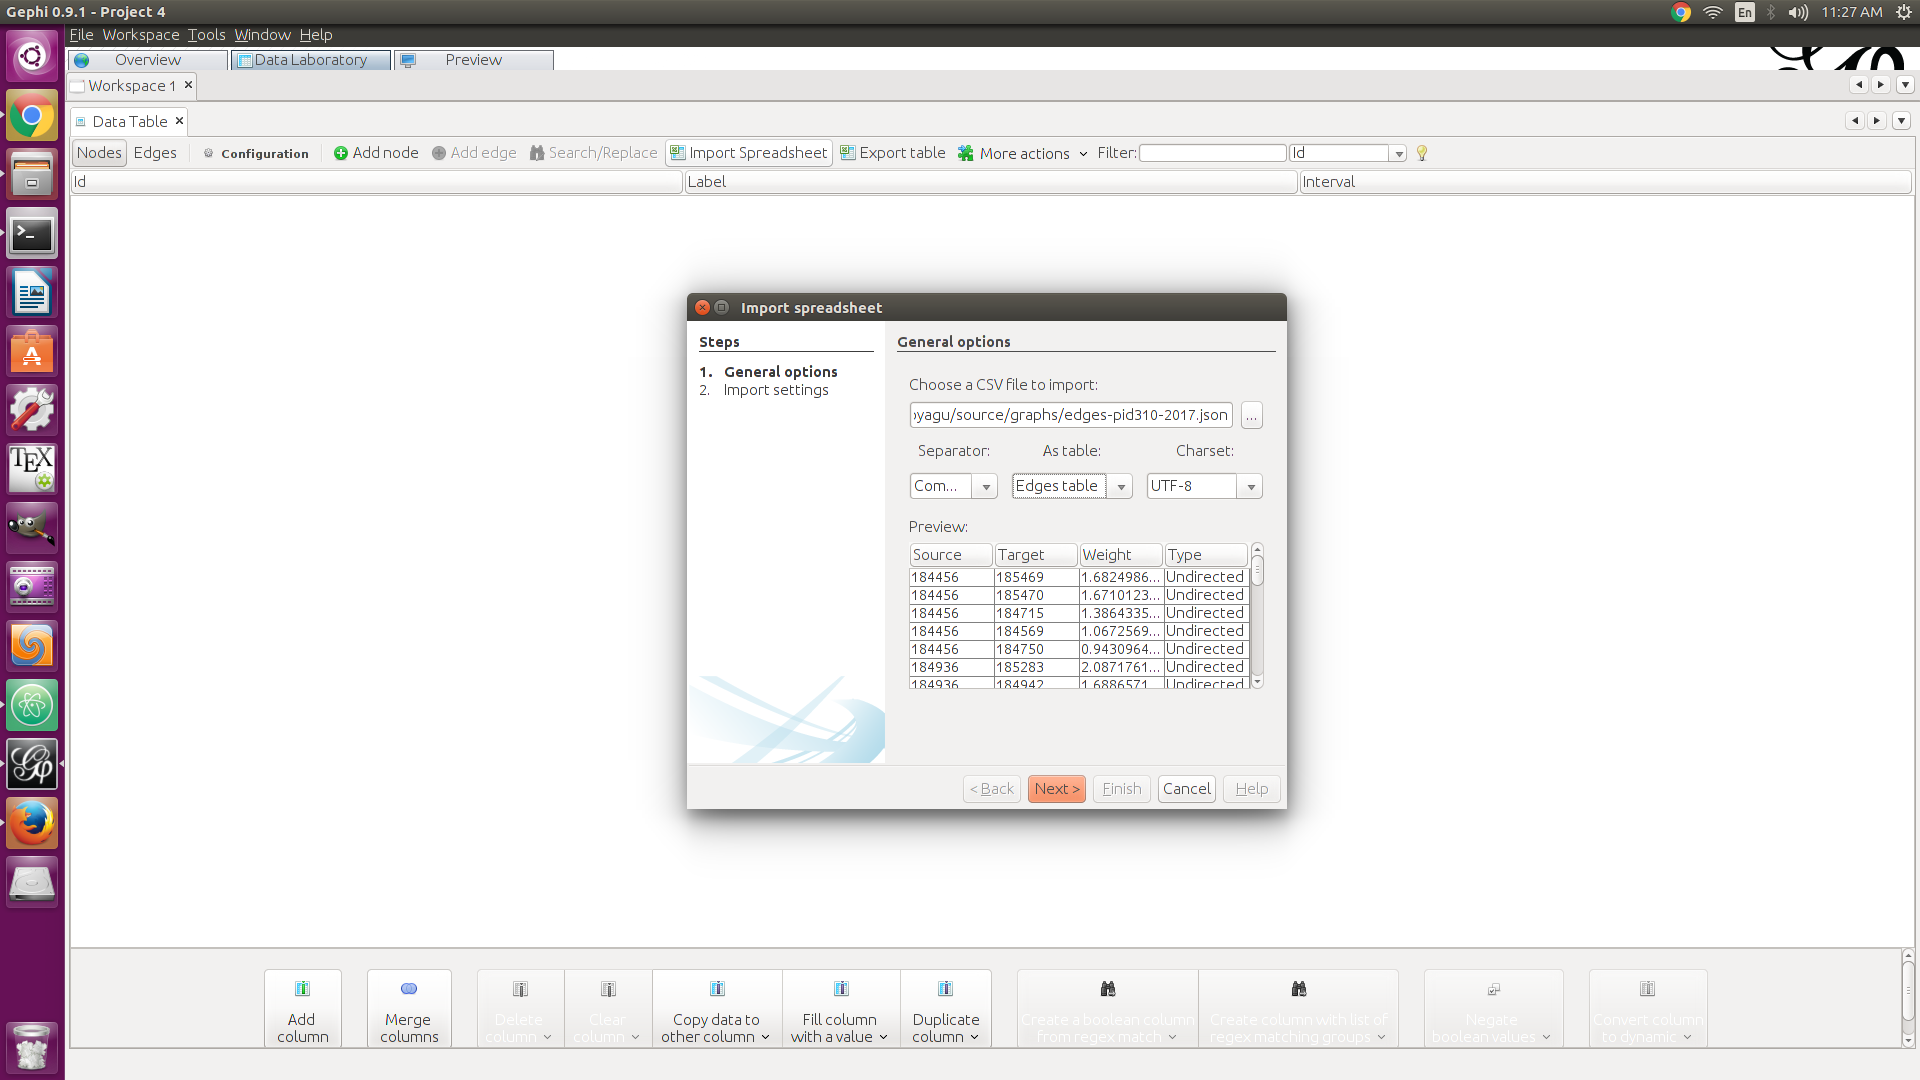 Gephi 0.9.1 - Project 4
En
11:27 AM
File Workspace Tools Window Help
Overview
Data Laboratory
Preview
Workspace 1
Data Table
Nodes
Edges
Configuration
Add node
Add edge
Search/Replace
Import Spreadsheet
Export table
More actions
Filter:
Id
Id
Label
Interval
Import spreadsheet
Steps
1. General options
2. Import settings
General options
Choose a CSV file to import:
oyagu/source/graphs/edges-pid310-2017.json
...
Separator: As table: Charset:
Com... Edges table UTF-8
Preview:
Source Target Weight Type
184456 185469 1.6824986... Undirected
184456 185470 1.6710123... Undirected
184456 184715 1.3864335... Undirected
184456 184569 1.0672569... Undirected
184456 184750 0.9430964... Undirected
184936 185283 2.0871761... Undirected
184936 184942 1.6886571... Undirected
< Back
Next >
Finish
Cancel
Help
Add
column
Merge
columns
Delete
column
Clear
column
Copy data to
other column
Fill column
with a value
Duplicate
column
Create a boolean column
from regex match
Create column with list of
regex matching groups
Negate
boolean values
Convert column
to dynamic
TEX